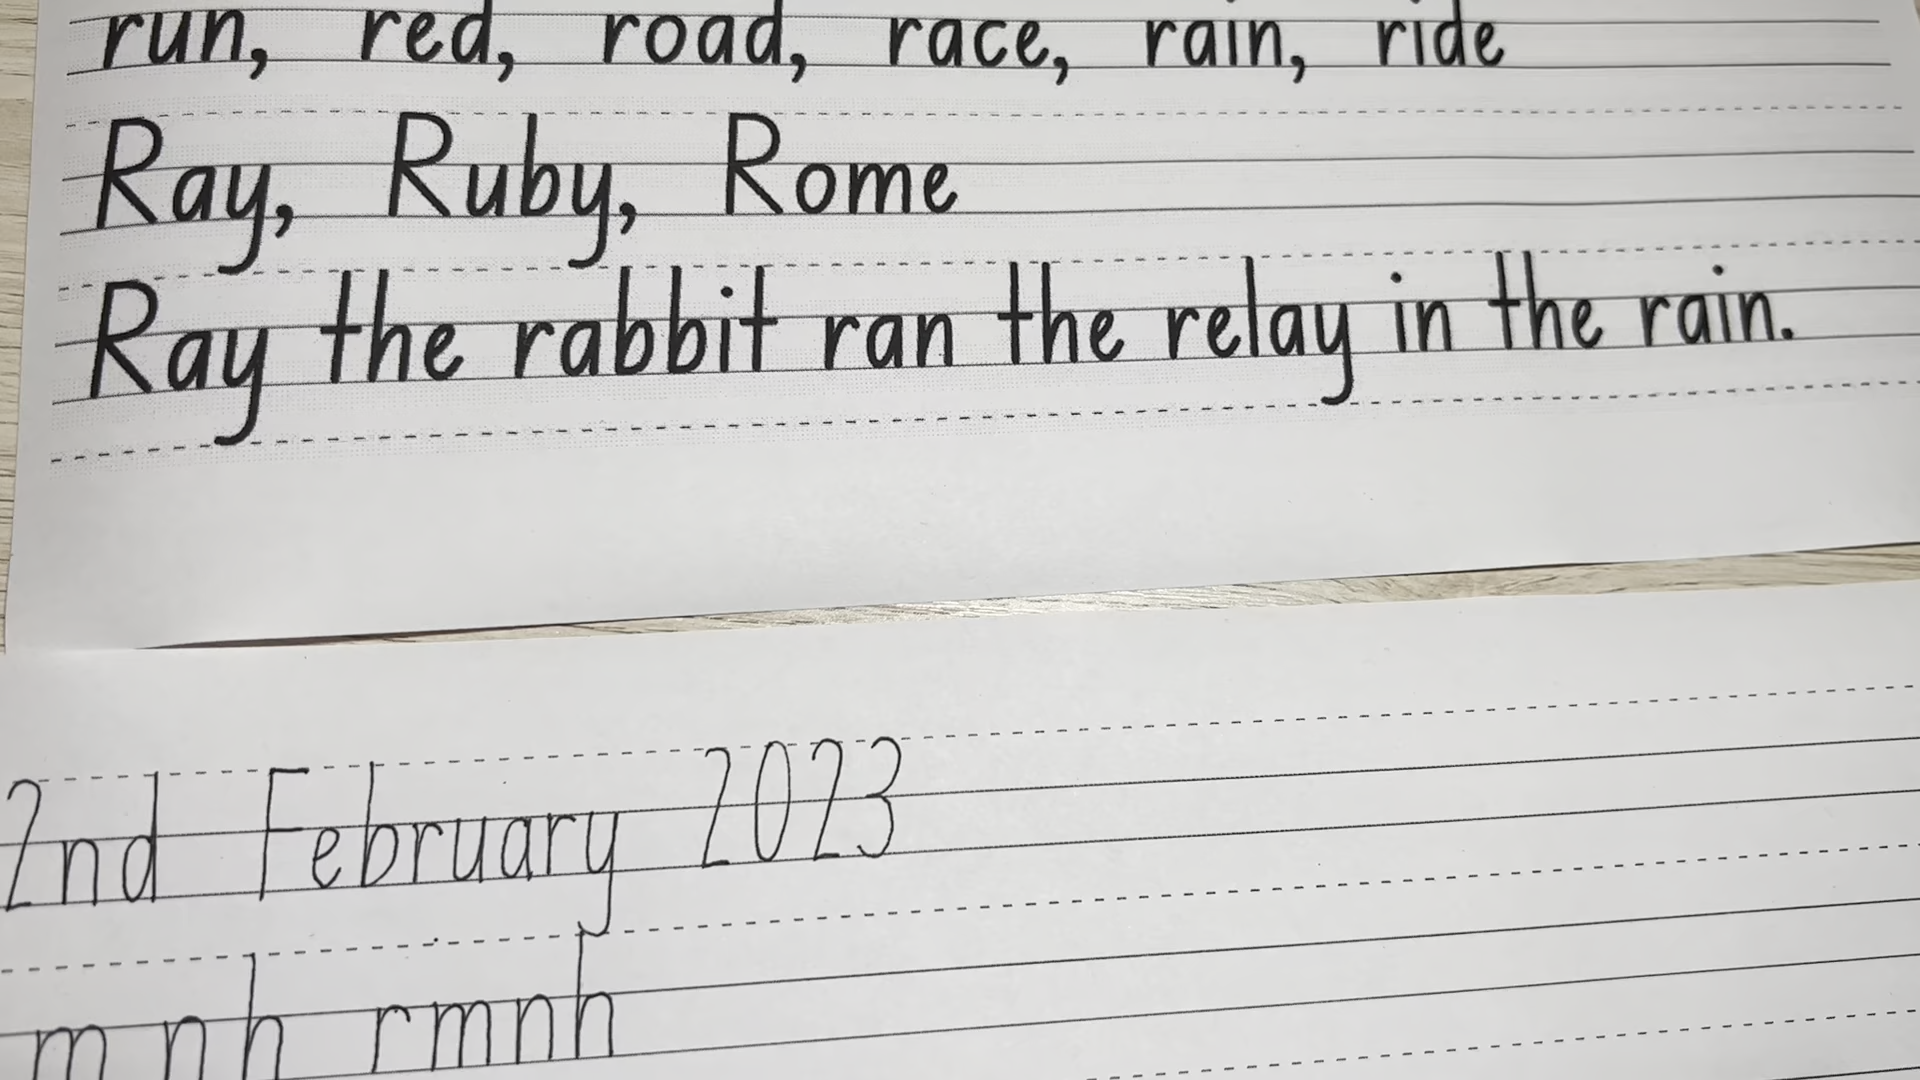 run, red, road, race, rain, ride
Ray, Ruby, Rome
Ray the rabbit ran the relay in the rain.
2nd February 2023
m n h rmnh